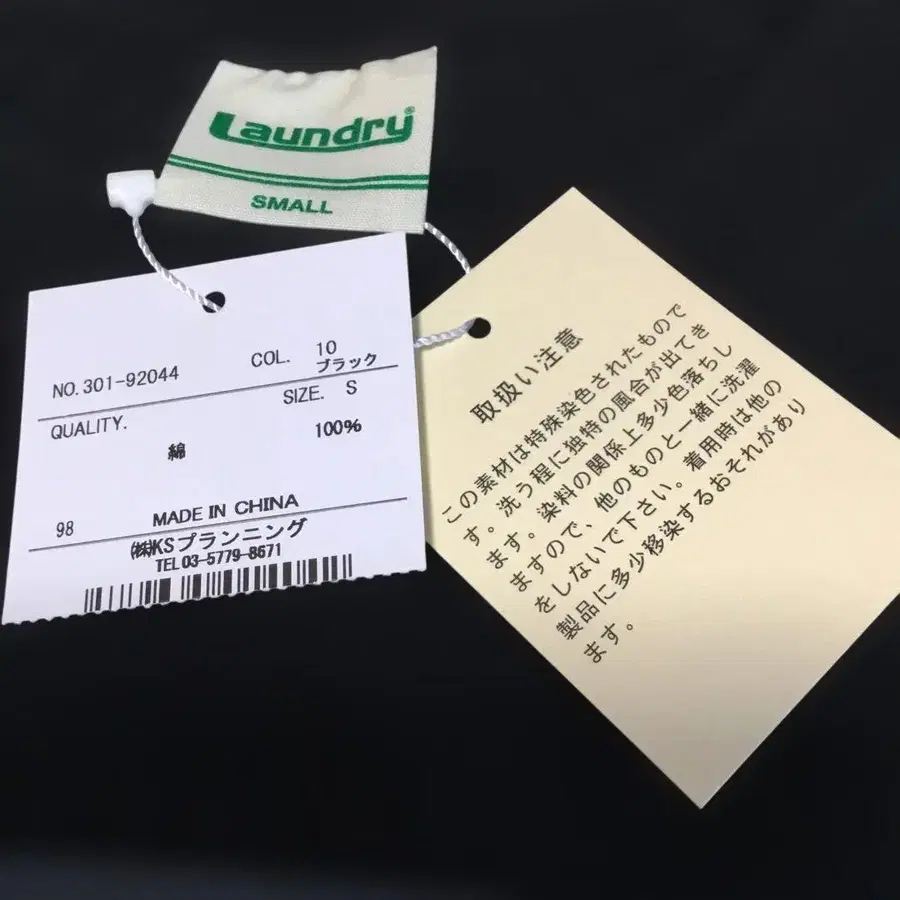 Laundry®
SMALL
NO.301-92044
COL. 10
ブラック
SIZE. S
QUALITY.
綿 100%
98 MADE IN CHINA
㈱KSプランニング
TEL03-5779-8671
取扱い注意
この素材は特殊染色されたもので
す。洗う程に独特の風合が出てき
ます。染料の関係上多少色落ちし
ますので、他のものと一緒に洗濯
をしないで下さい。着用時は他の
製品に多少移染するおそれがあり
ます。